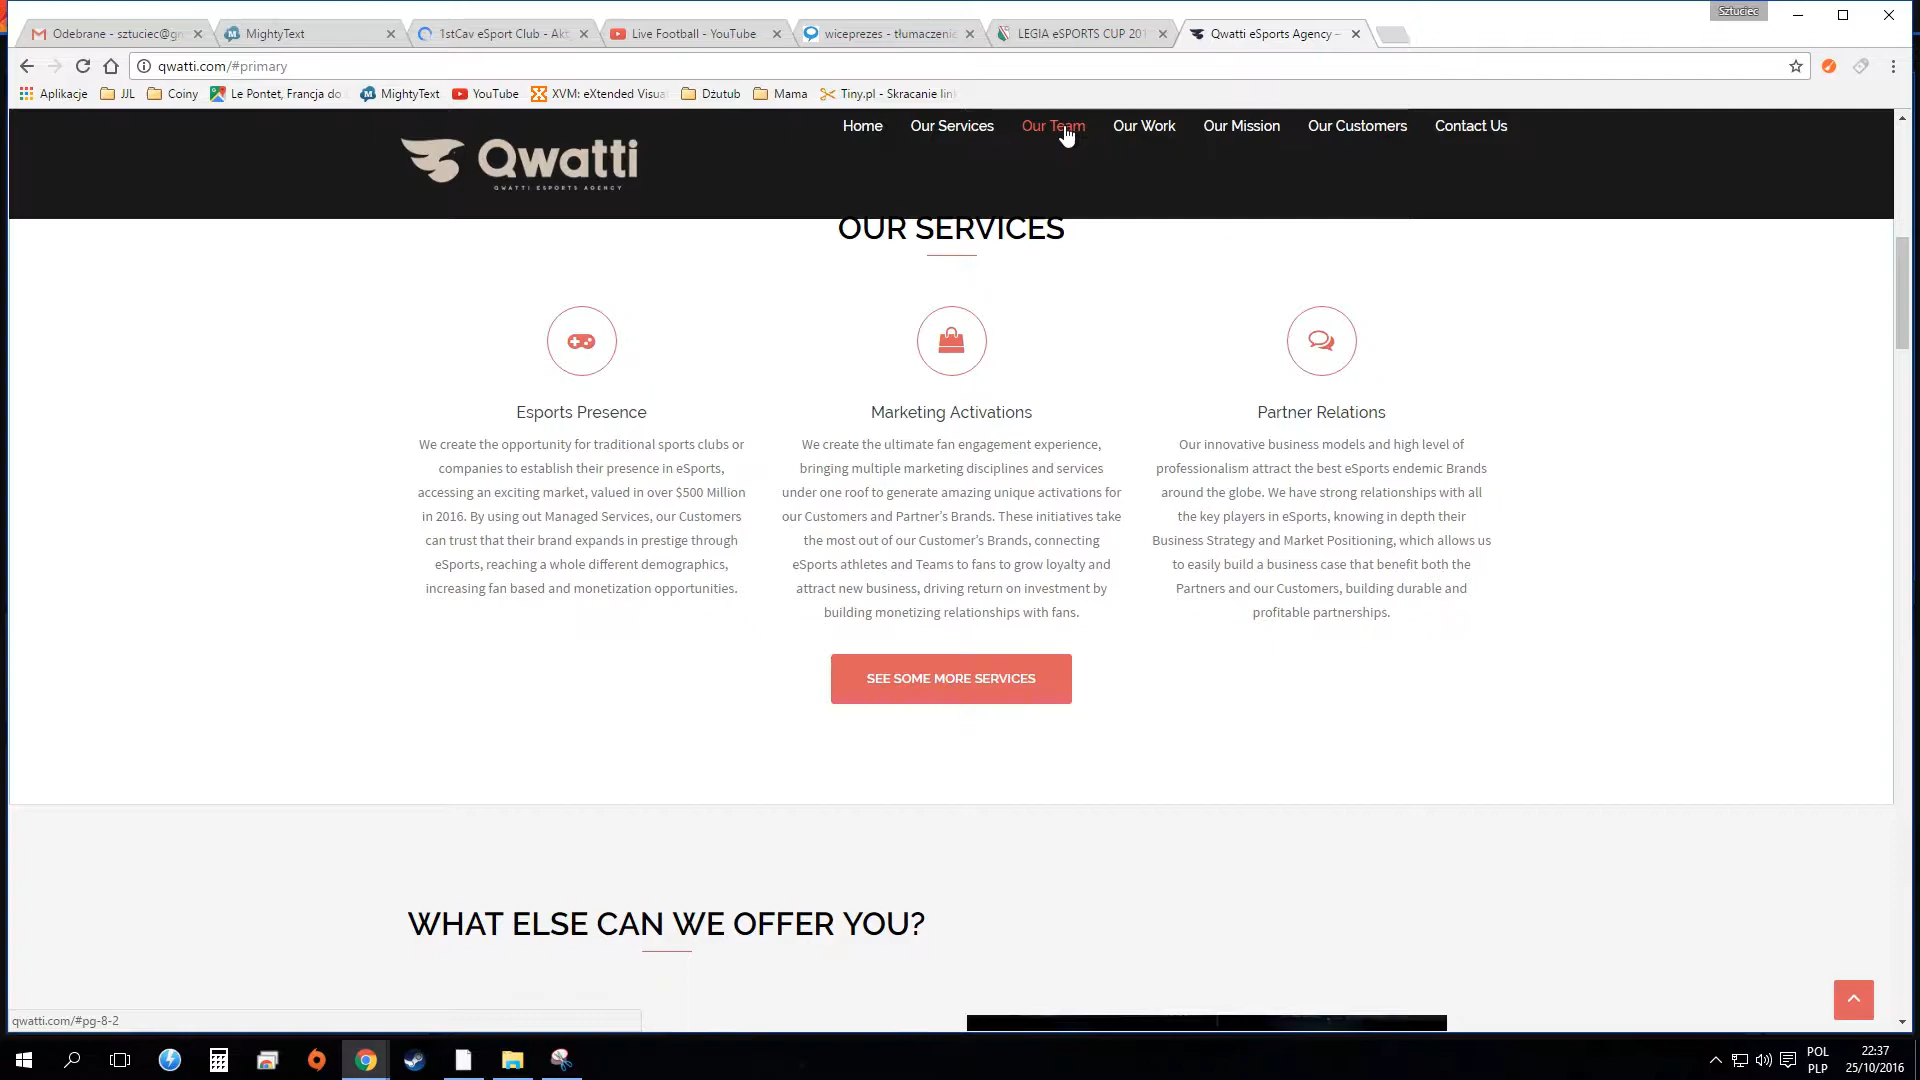 Sztuciec
Odebrane - sztuciec@gm
MightyText
1stCav eSport Club - Akt
Live Football - YouTube
wiceprezes - tłumaczenie
LEGIA eSPORTS CUP 201
Qwatti eSports Agency –
qwatti.com/#primary
Aplikacje
JJL
Coiny
Le Pontet, Francja do
MightyText
YouTube
XVM: eXtended Visua
Dżutub
Mama
Tiny.pl - Skracanie lin
Qwatti
QWATTI ESPORTS AGENCY
Home
Our Services
Our Team
Our Work
Our Mission
Our Customers
Contact Us
OUR SERVICES
Esports Presence
We create the opportunity for traditional sports clubs or
companies to establish their presence in eSports,
accessing an exciting market, valued in over $500 Million
in 2016. By using out Managed Services, our Customers
can trust that their brand expands in prestige through
eSports, reaching a whole different demographics,
increasing fan based and monetization opportunities.
Marketing Activations
We create the ultimate fan engagement experience,
bringing multiple marketing disciplines and services
under one roof to generate amazing unique activations for
our Customers and Partner's Brands. These initiatives take
the most out of our Customer's Brands, connecting
eSports athletes and Teams to fans to grow loyalty and
attract new business, driving return on investment by
building monetizing relationships with fans.
Partner Relations
Our innovative business models and high level of
professionalism attract the best eSports endemic Brands
around the globe. We have strong relationships with all
the key players in eSports, knowing in depth their
Business Strategy and Market Positioning, which allows us
to easily build a business case that benefit both the
Partners and our Customers, building durable and
profitable partnerships.
SEE SOME MORE SERVICES
WHAT ELSE CAN WE OFFER YOU?
qwatti.com/#pg-8-2
POL
PLP
22:37
25/10/2016